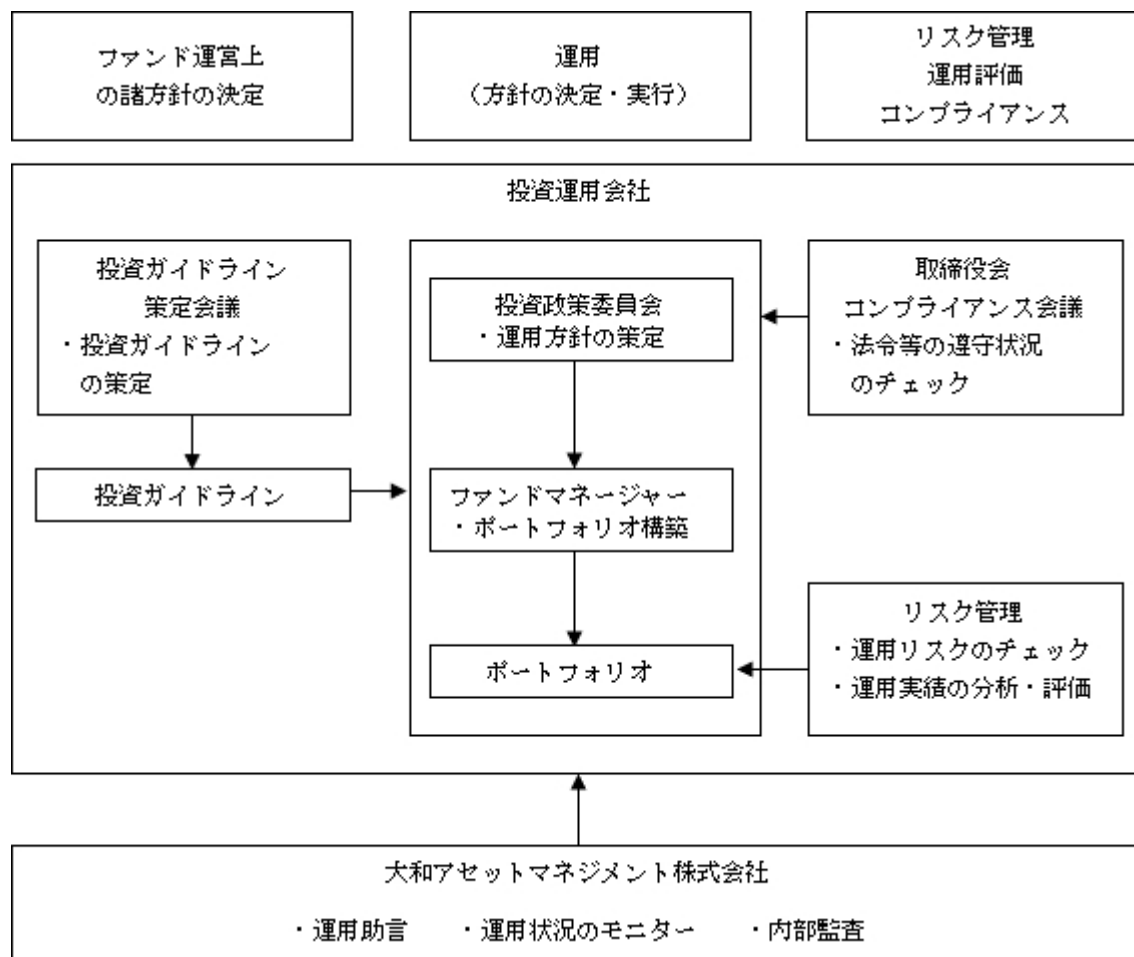 ファンド運営上
の諸方針の決定
運用
（方針の決定・実行）
リスク管理
運用評価
コンプライアンス
投資運用会社
投資ガイドライン
策定会議
・投資ガイドライン
の策定
投資ガイドライン
投資政策委員会
・運用方針の策定
ファンドマネージャー
・ポートフォリオ構築
ポートフォリオ
取締役会
コンプライアンス会議
・法令等の遵守状況
のチェック
リスク管理
・運用リスクのチェック
・運用実績の分析・評価
大和アセットマネジメント株式会社
・運用助言 ・運用状況のモニター ・内部監査